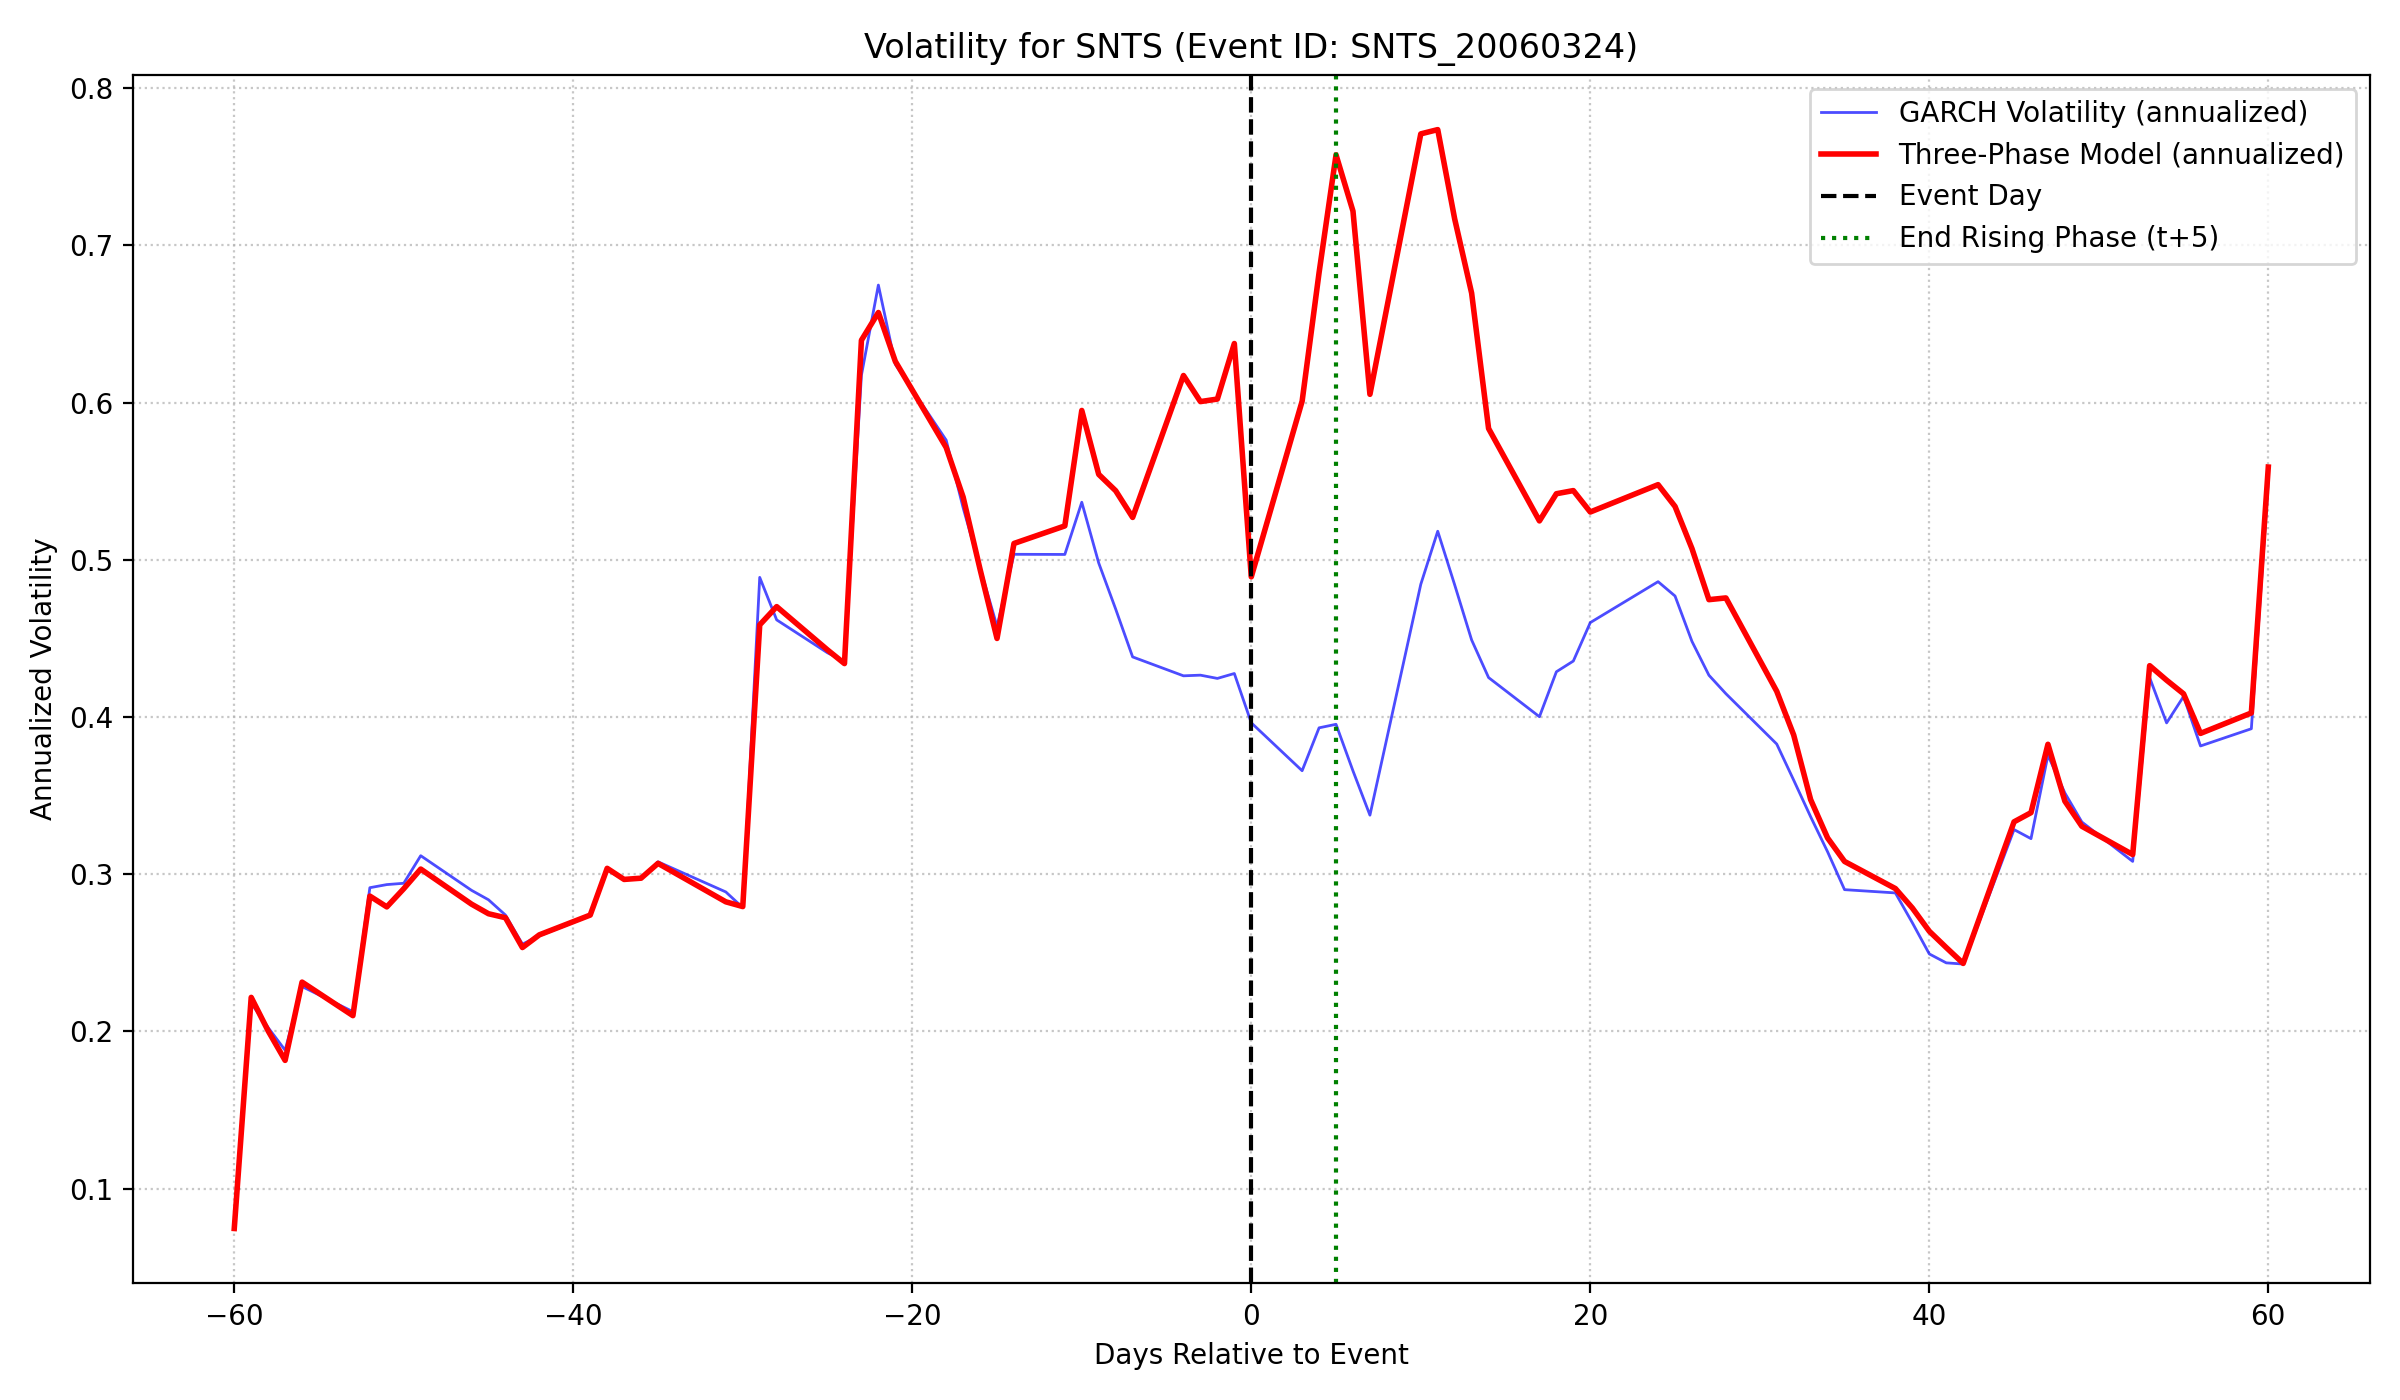 Volatility for SNTS (Event ID: SNTS_20060324)
GARCH Volatility (annualized)
Three-Phase Model (annualized)
Event Day
End Rising Phase (t+5)
Annualized Volatility
0.8
0.7
0.6
0.5
0.4
0.3
0.2
0.1
−60 −40 −20 0 20 40 60
Days Relative to Event